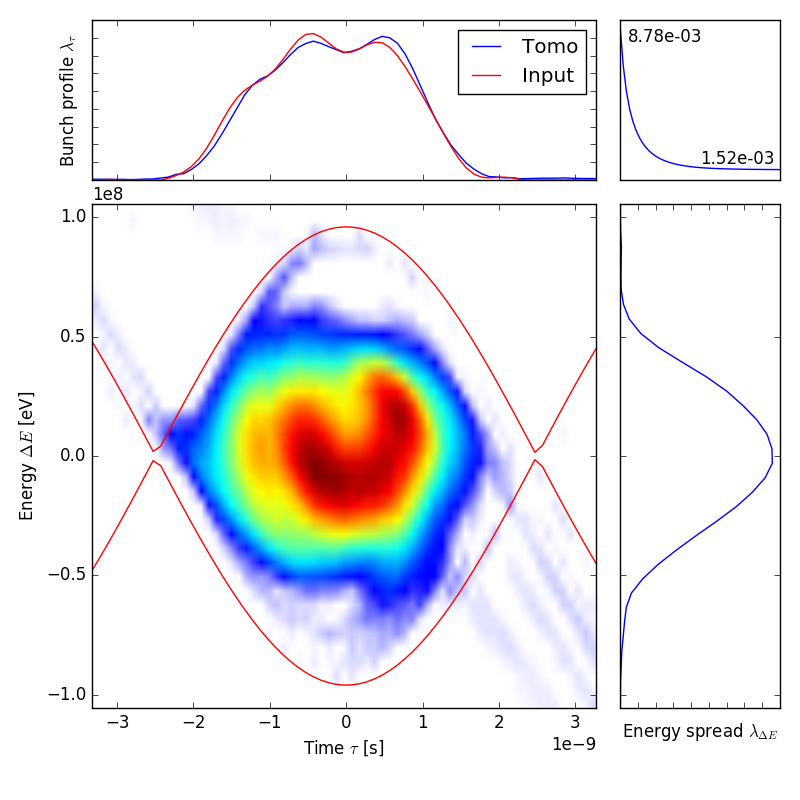 Bunch profile λτ
Tomo
Input
8.78e-03
1.52e-03
1e8
1.0
0.5
0.0
−0.5
−1.0
Energy ΔE [eV]
−3 −2 −1 0 1 2 3
1e−9
Time τ [s]
Energy spread λΔE